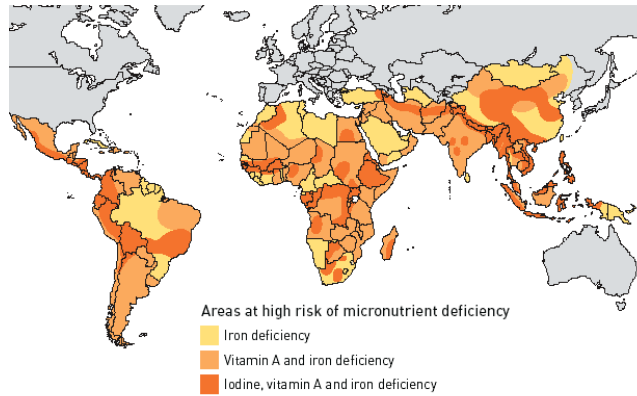 Areas at high risk of micronutrient deficiency
Iron deficiency
Vitamin A and iron deficiency
Iodine, vitamin A and iron deficiency